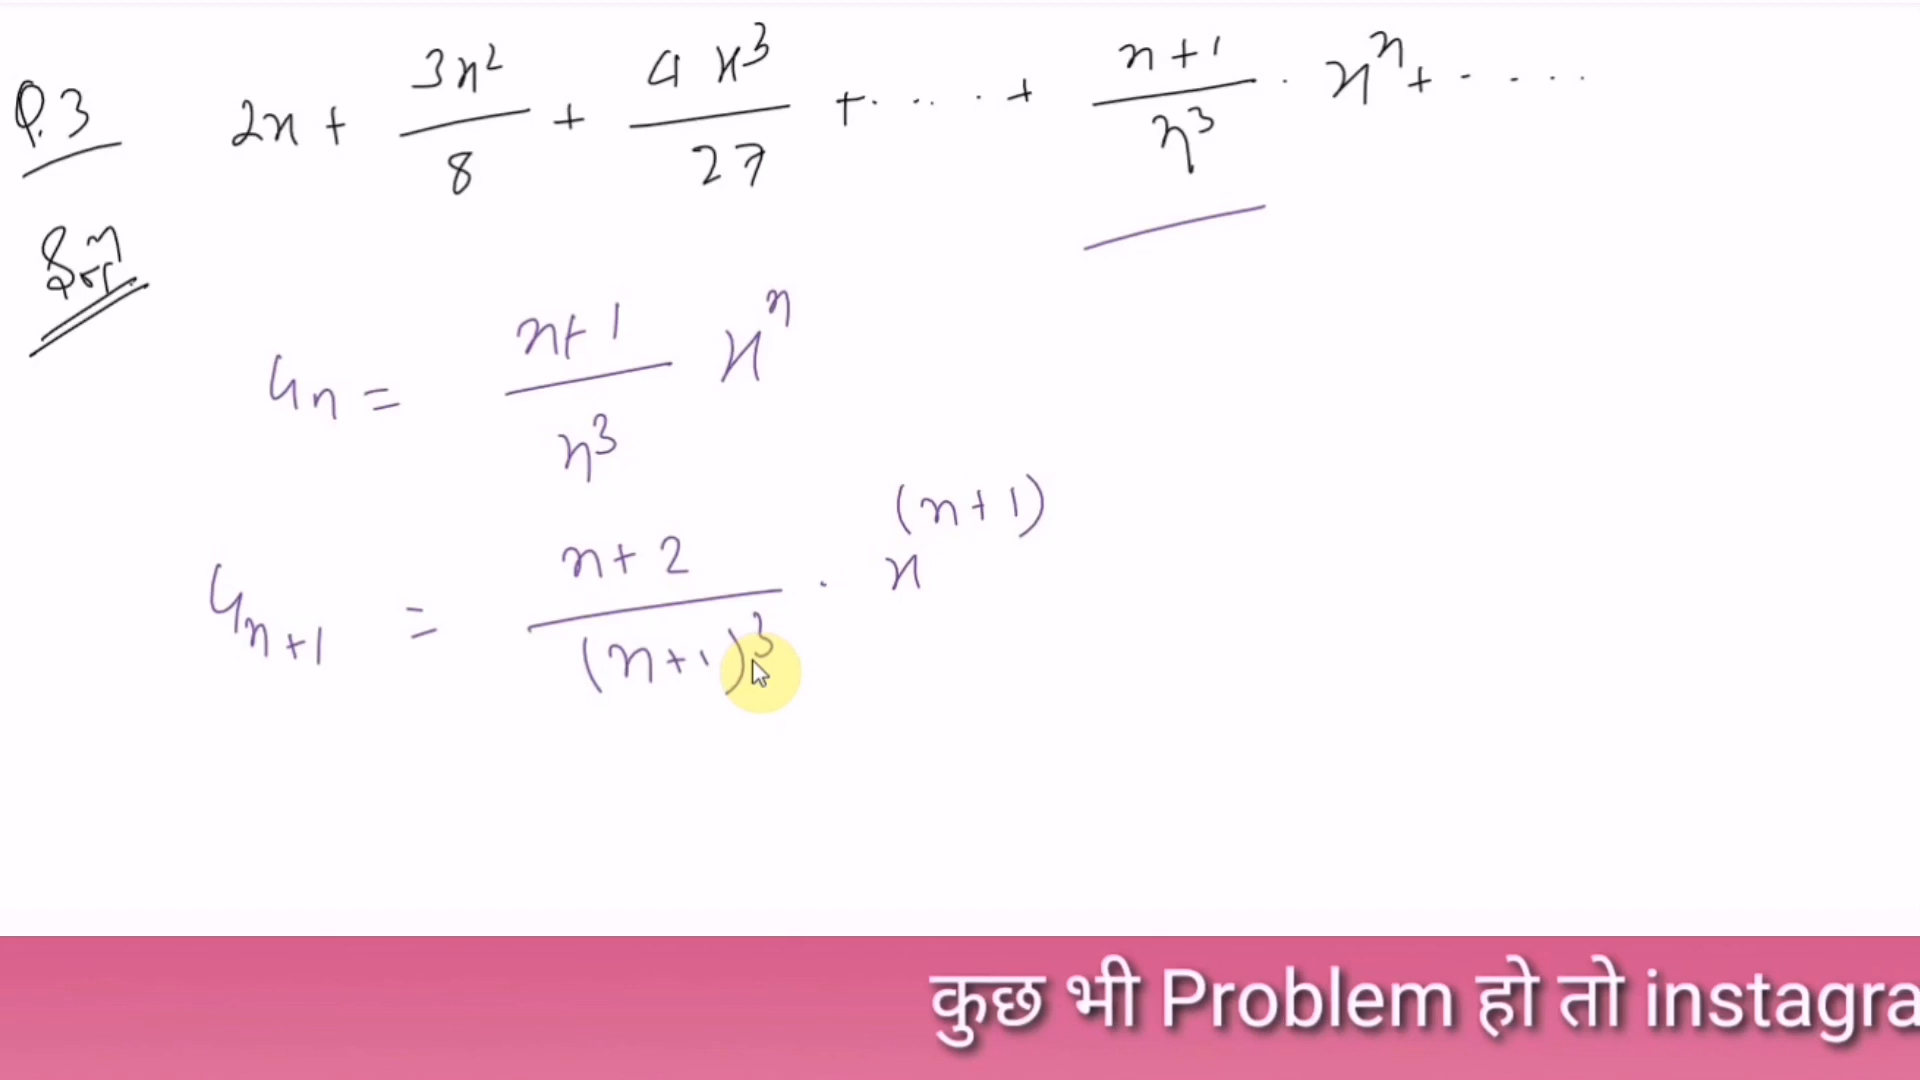 Q.3 2x + 3x²/8 + 4x³/27 + ..... + n+1/n³ . xⁿ + .....
Solⁿ
uₙ = n+1/n³ xⁿ
uₙ₊₁ = n+2/(n+1)³ . x⁽ⁿ⁺¹⁾
कुछ भी Problem हो तो instagra